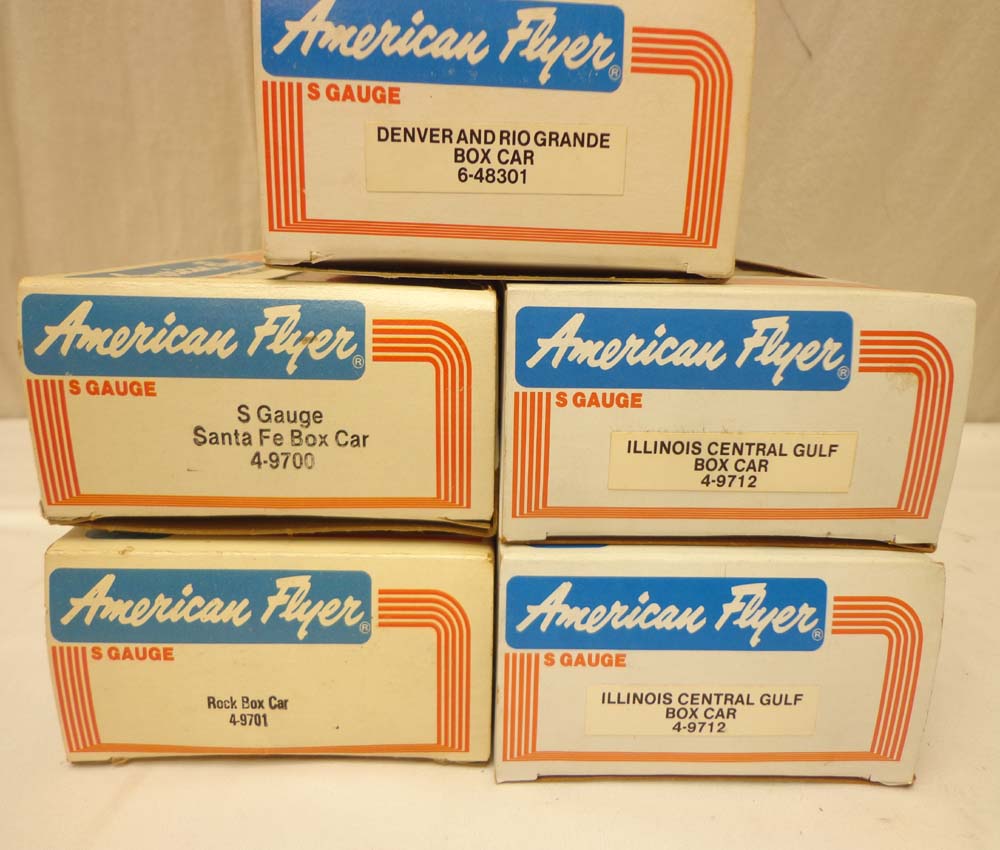 American Flyer®
S GAUGE
DENVER AND RIO GRANDE
BOX CAR
6-48301
American Flyer®
S GAUGE
S Gauge
Santa Fe Box Car
4-9700
American Flyer®
S GAUGE
ILLINOIS CENTRAL GULF
BOX CAR
4-9712
American Flyer®
S GAUGE
Rock Box Car
4-9701
American Flyer®
S GAUGE
ILLINOIS CENTRAL GULF
BOX CAR
4-9712